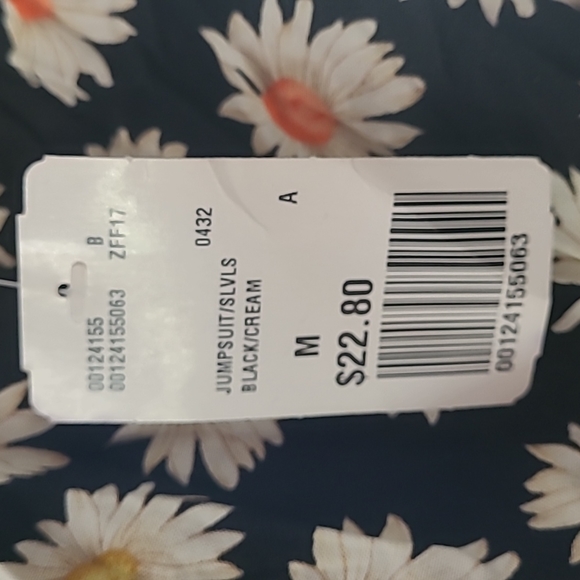 00124155 B
00124155063 ZFF17
0432
JUMPSUIT/SLVLS
BLACK/CREAM
A
M
$22.80
00124155063